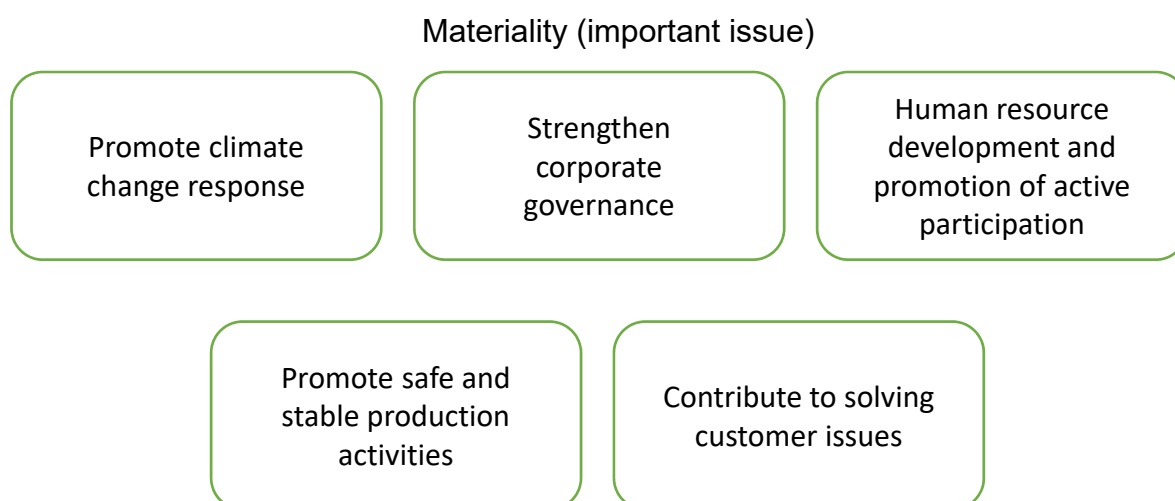 Materiality (important issue)
Promote climate
change response
Strengthen
corporate
governance
Human resource
development and
promotion of active
participation
Promote safe and
stable production
activities
Contribute to solving
customer issues